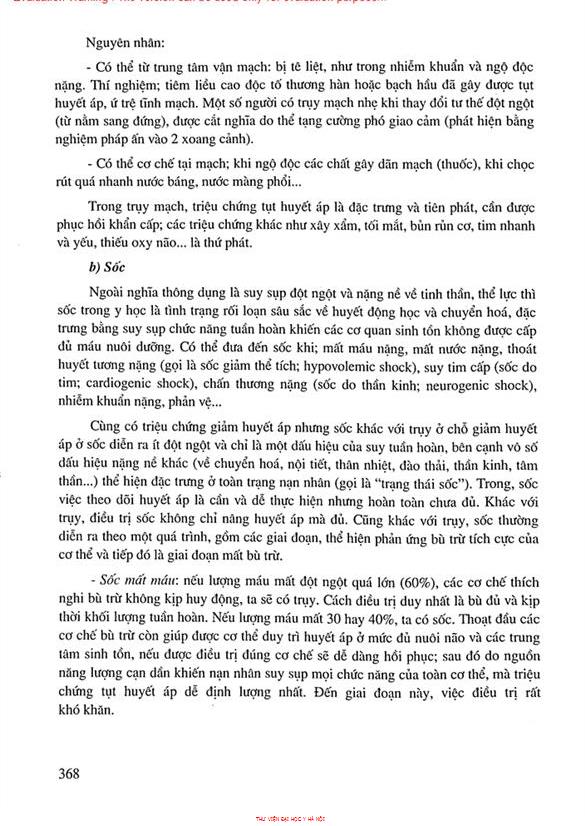 Nguyên nhân:
- Có thể từ trung tâm vận mạch: bị tê liệt, như trong nhiễm khuẩn và ngộ độc
nặng. Thí nghiệm; tiêm liều cao độc tố thương hàn hoặc bạch hầu đã gây được tụt
huyết áp, ứ trệ tĩnh mạch. Một số người có trụy mạch nhẹ khi thay đổi tư thế đột ngột
(từ nằm sang đứng), được cắt nghĩa do thể tạng cường phó giao cảm (phát hiện bằng
nghiệm pháp ấn vào 2 xoang cảnh).
- Có thể cơ chế tại mạch; khi ngộ độc các chất gây dãn mạch (thuốc), khi chọc
rút quá nhanh nước báng, nước màng phổi...
Trong trụy mạch, triệu chứng tụt huyết áp là đặc trưng và tiên phát, cần được
phục hồi khẩn cấp; các triệu chứng khác như xây xẩm, tối mắt, bủn rủn cơ, tim nhanh
và yếu, thiếu oxy não... là thứ phát.
b) Sốc
Ngoài nghĩa thông dụng là suy sụp đột ngột và nặng nề về tinh thần, thể lực thì
sốc trong y học là tình trạng rối loạn sâu sắc về huyết động học và chuyển hoá, đặc
trưng bằng suy sụp chức năng tuần hoàn khiến các cơ quan sinh tồn không được cấp
đủ máu nuôi dưỡng. Có thể đưa đến sốc khi; mất máu nặng, mất nước nặng, thoát
huyết tương nặng (gọi là sốc giảm thể tích; hypovolemic shock), suy tim cấp (sốc do
tim; cardiogenic shock), chấn thương nặng (sốc do thần kinh; neurogenic shock),
nhiễm khuẩn nặng, phản vệ...
Cùng có triệu chứng giảm huyết áp nhưng sốc khác với trụy ở chỗ giảm huyết
áp ở sốc diễn ra ít đột ngột và chỉ là một dấu hiệu của suy tuần hoàn, bên cạnh vô số
dấu hiệu nặng nề khác (về chuyển hoá, nội tiết, thân nhiệt, đào thải, thần kinh, tâm
thần...) thể hiện đặc trưng ở toàn trạng nạn nhân (gọi là “trạng thái sốc”). Trong, sốc
việc theo dõi huyết áp là cần và dễ thực hiện nhưng hoàn toàn chưa đủ. Khác với
trụy, điều trị sốc không chỉ nâng huyết áp mà đủ. Cũng khác với trụy, sốc thường
diễn ra theo một quá trình, gồm các giai đoạn, thể hiện phản ứng bù trừ tích cực của
cơ thể và tiếp đó là giai đoạn mất bù trừ.
- Sốc mất máu: nếu lượng máu mất đột ngột quá lớn (60%), các cơ chế thích
nghi bù trừ không kịp huy động, ta sẽ có trụy. Cách điều trị duy nhất là bù đủ và kịp
thời khối lượng tuần hoàn. Nếu lượng máu mất 30 hay 40%, ta có sốc. Thoạt đầu các
cơ chế bù trừ còn giúp được cơ thể duy trì huyết áp ở mức đủ nuôi não và các trung
tâm sinh tồn, nếu được điều trị đúng cơ chế sẽ dễ dàng hồi phục; sau đó do nguồn
năng lượng cạn dần khiến nạn nhân suy sụp mọi chức năng của toàn cơ thể, mà triệu
chứng tụt huyết áp dễ định lượng nhất. Đến giai đoạn này, việc điều trị rất
khó khăn.
368
THƯ VIỆN ĐẠI HỌC Y HÀ NỘI